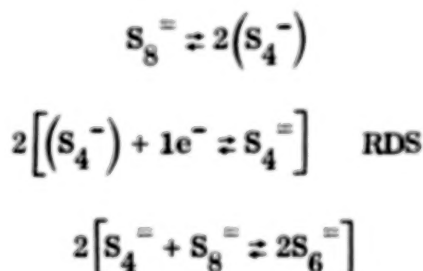 S₈⁼ ⇄ 2(S₄⁻)
2[(S₄⁻) + 1e⁻ ⇄ S₄⁼] RDS
2[S₄⁼ + S₈⁼ ⇄ 2S₆⁼]